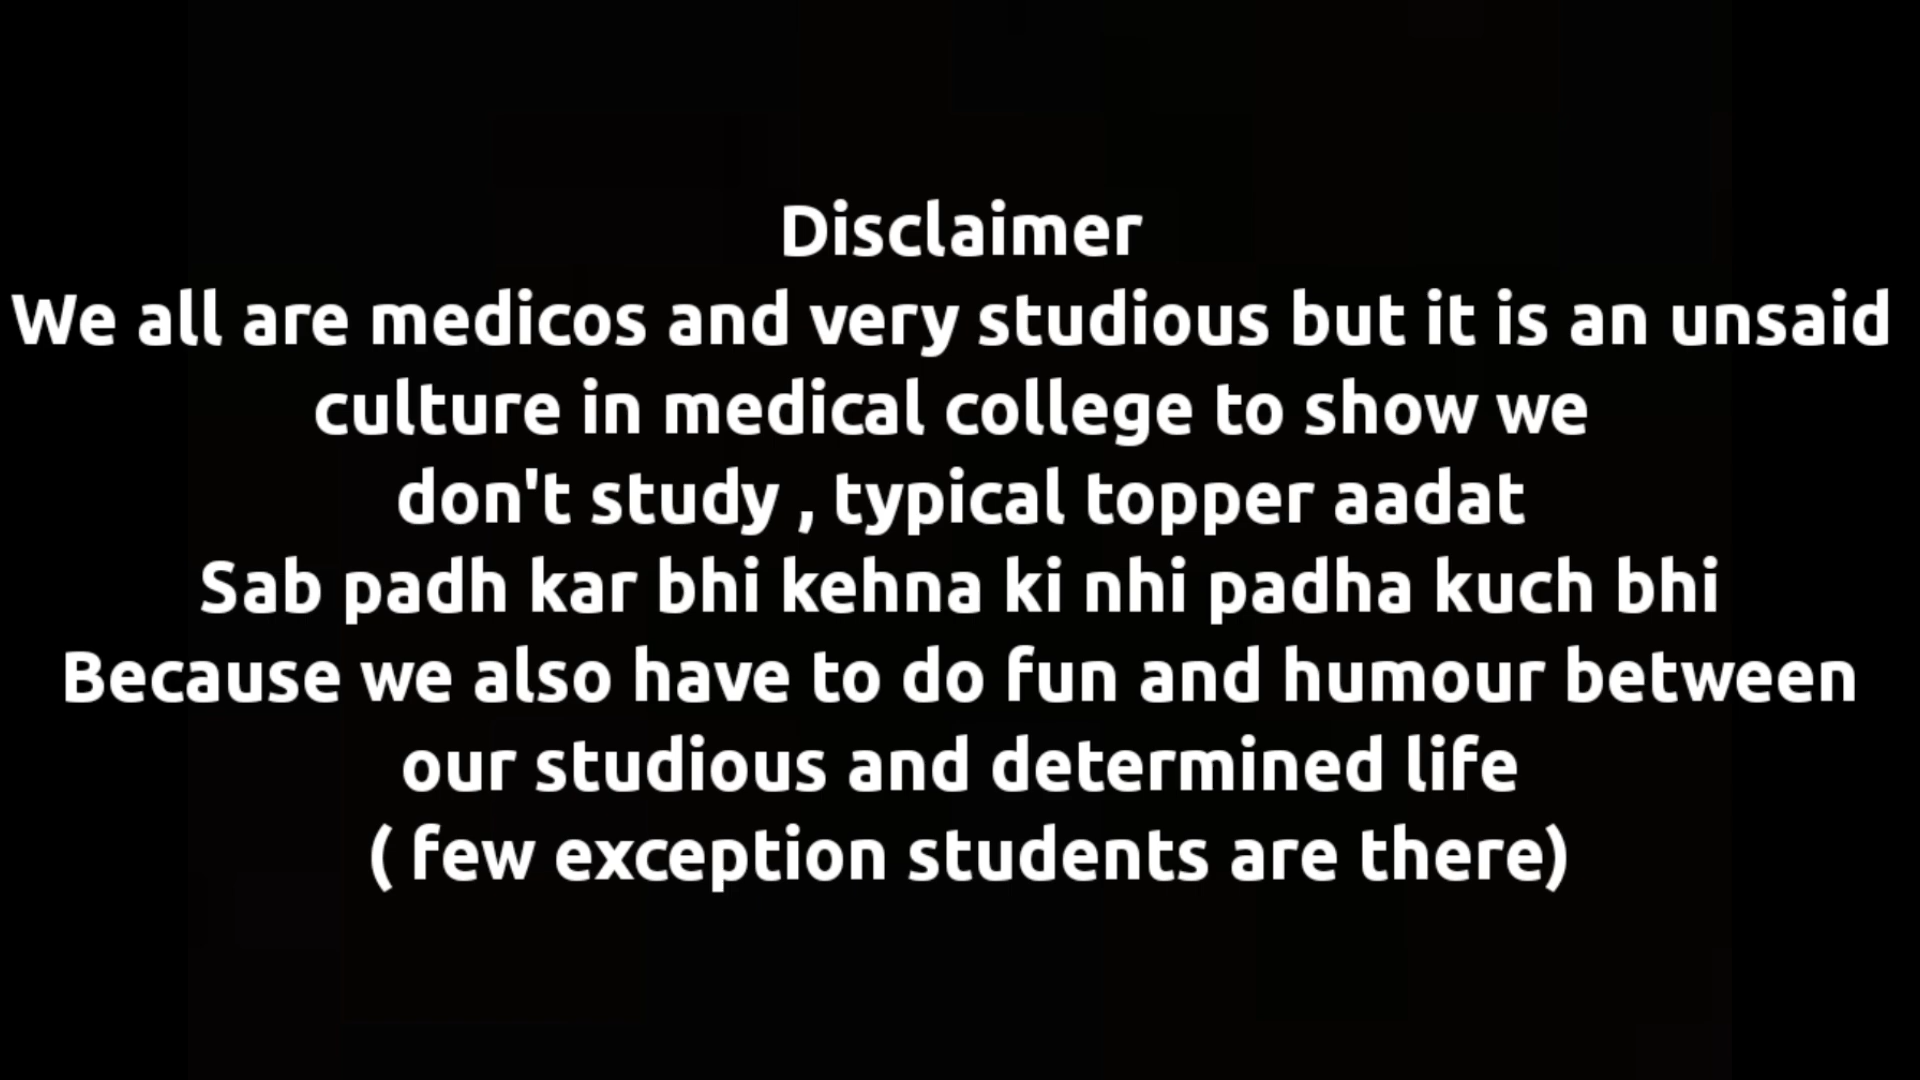 Disclaimer
We all are medicos and very studious but it is an unsaid
culture in medical college to show we
don't study , typical topper aadat
Sab padh kar bhi kehna ki nhi padha kuch bhi
Because we also have to do fun and humour between
our studious and determined life
( few exception students are there)